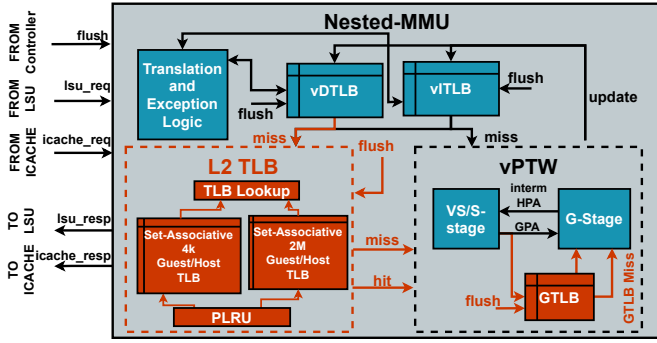 Nested-MMU
FROM
Controller
flush
FROM
LSU
lsu_req
FROM
ICACHE
icache_req
TO
LSU
lsu_resp
TO
ICACHE
icache_resp
Translation
and
Exception
Logic
vDTLB
vITLB
flush
flush
update
miss
miss
flush
L2 TLB
TLB Lookup
Set-Associative
4k
Guest/Host
TLB
Set-Associative
2M
Guest/Host
TLB
PLRU
miss
hit
vPTW
VS/S-
stage
interm
HPA
GPA
G-Stage
GTLB
flush
GTLB Miss